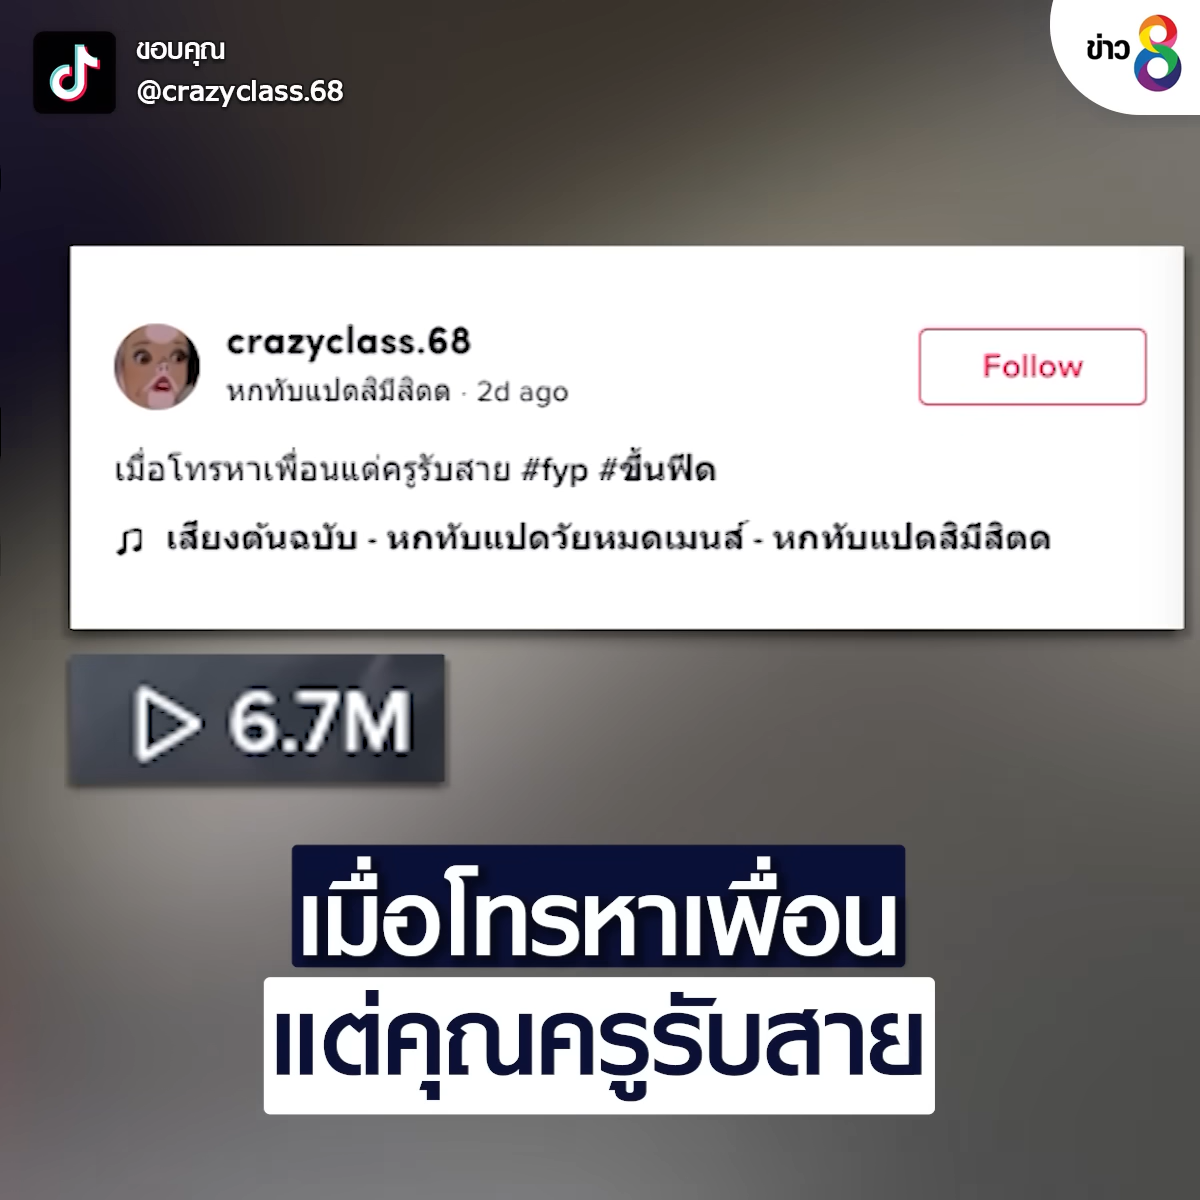 ขอบคุณ
@crazyclass.68
ข่าว 8
crazyclass.68
หกทับแปดสิมีสิตด · 2d ago
Follow
เมื่อโทรหาเพื่อนแต่ครูรับสาย #fyp #ขึ้นฟีด
เสียงต้นฉบับ - หกทับแปดวัยหมดเมนส์ - หกทับแปดสิมีสิตด
6.7M
เมื่อโทรหาเพื่อน
แต่คุณครูรับสาย